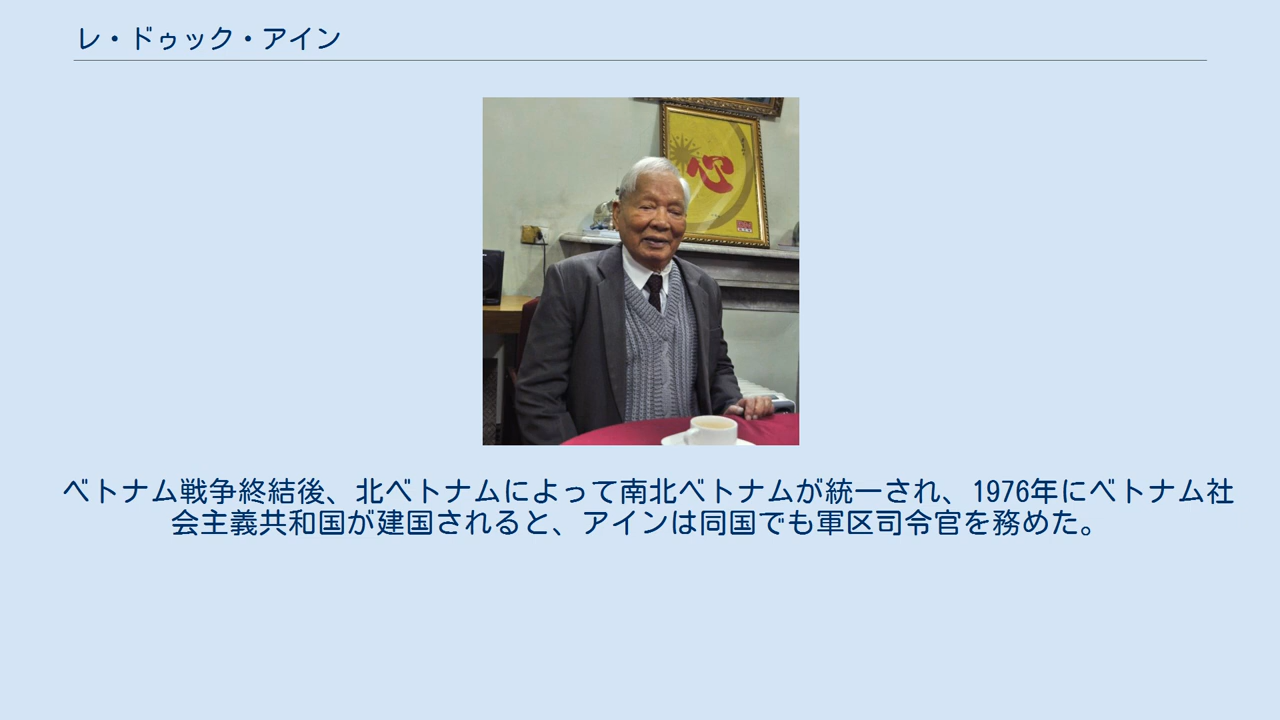 レ・ドゥック・アイン
ベトナム戦争終結後、北ベトナムによって南北ベトナムが統一され、1976年にベトナム社
会主義共和国が建国されると、アインは同国でも軍区司令官を務めた。